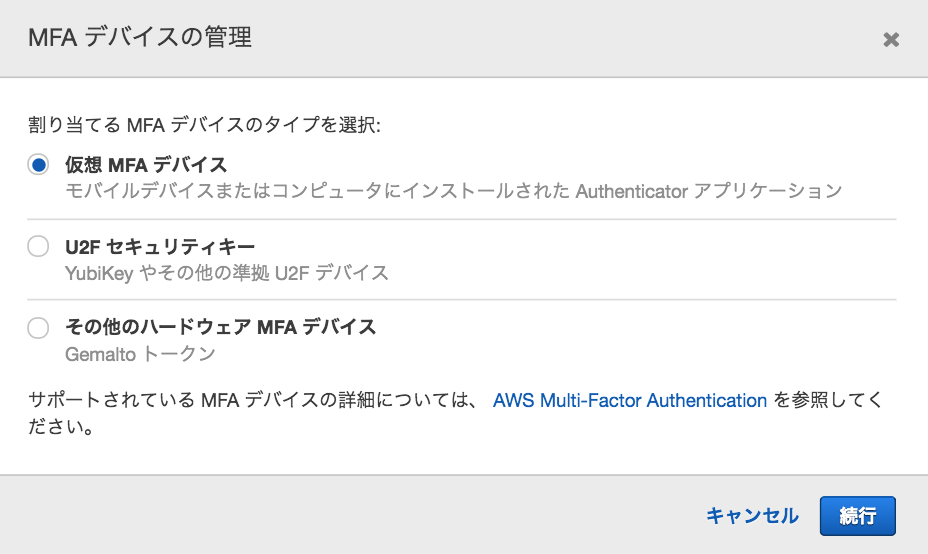 MFA デバイスの管理
割り当てる MFA デバイスのタイプを選択:
仮想 MFA デバイス
モバイルデバイスまたはコンピュータにインストールされた Authenticator アプリケーション
U2F セキュリティキー
YubiKey やその他の準拠 U2F デバイス
その他のハードウェア MFA デバイス
Gemalto トークン
サポートされている MFA デバイスの詳細については、 AWS Multi-Factor Authentication を参照してく
ださい。
キャンセル 続行